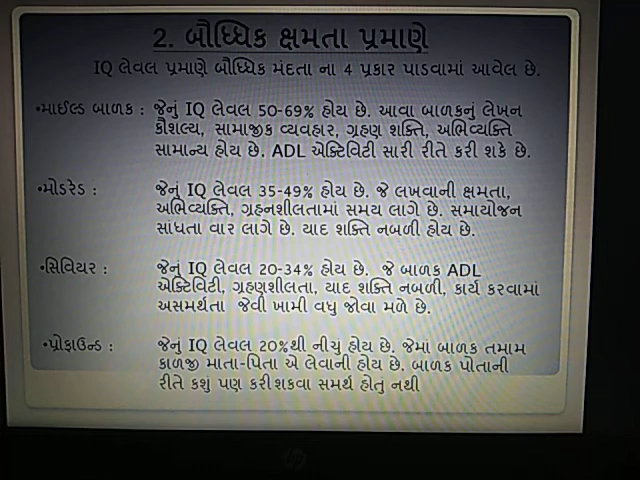 2. બૌધ્ધિક ક્ષમતા પ્રમાણે
IQ લેવલ પ્રમાણે બૌધ્ધિક મંદતા ના 4 પ્રકાર પાડવામાં આવેલ છે.
•માઈલ્ડ બાળક : જેનું IQ લેવલ 50-69% હોય છે. આવા બાળકનું લેખન
કૌશલ્ય, સામાજીક વ્યવહાર, ગ્રહણ શક્તિ, અભિવ્યક્તિ
સામાન્ય હોય છે. ADL એક્ટિવિટી સારી રીતે કરી શકે છે.
•મોડરેડ : જેનું IQ લેવલ 35-49% હોય છે. જે લખવાની ક્ષમતા,
અભિવ્યક્તિ, ગ્રહનશીલતામાં સમય લાગે છે. સમાયોજન
સાધતા વાર લાગે છે. યાદ શક્તિ નબળી હોય છે.
•સિવિયર : જેનું IQ લેવલ 20-34% હોય છે. જે બાળક ADL
એક્ટિવિટી, ગ્રહણશીલતા, યાદ શક્તિ નબળી, કાર્ય કરવામાં
અસમર્થતા જેવી ખામી વધુ જોવા મળે છે.
•પ્રોફાઉન્ડ : જેનું IQ લેવલ 20%થી નીચુ હોય છે. જેમાં બાળક તમામ
કાળજી માતા-પિતા એ લેવાની હોય છે. બાળક પોતાની
રીતે કશુ પણ કરીશકવા સમર્થ હોતુ નથી
hp